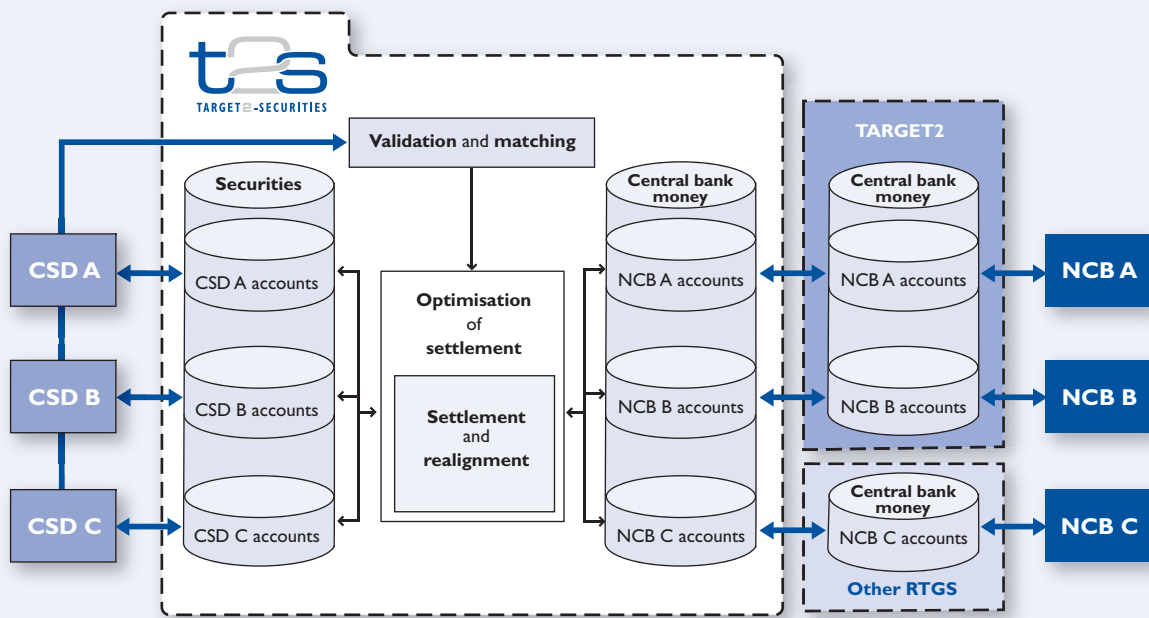 t2s
TARGET2-SECURITIES
Validation and matching
TARGET2
Securities
Central bank
money
Central bank
money
CSD A
CSD A accounts
NCB A accounts
NCB A accounts
NCB A
Optimisation
of
settlement
CSD B
CSD B accounts
NCB B accounts
NCB B accounts
NCB B
Settlement
and
realignment
Central bank
money
CSD C
CSD C accounts
NCB C accounts
NCB C accounts
NCB C
Other RTGS